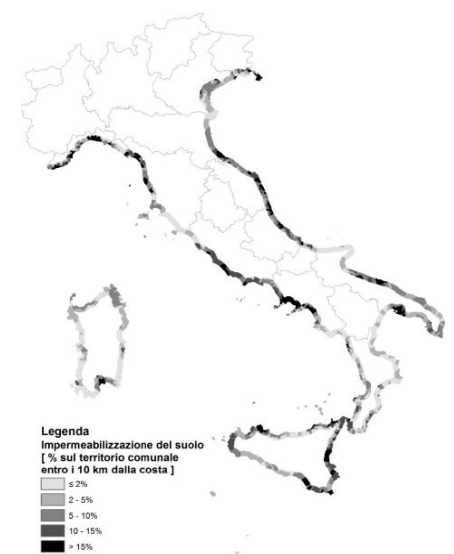 Legenda
Impermeabilizzazione del suolo
[ % sul territorio comunale
entro i 10 km dalla costa ]
≤ 2%
2 - 5%
5 - 10%
10 - 15%
> 15%